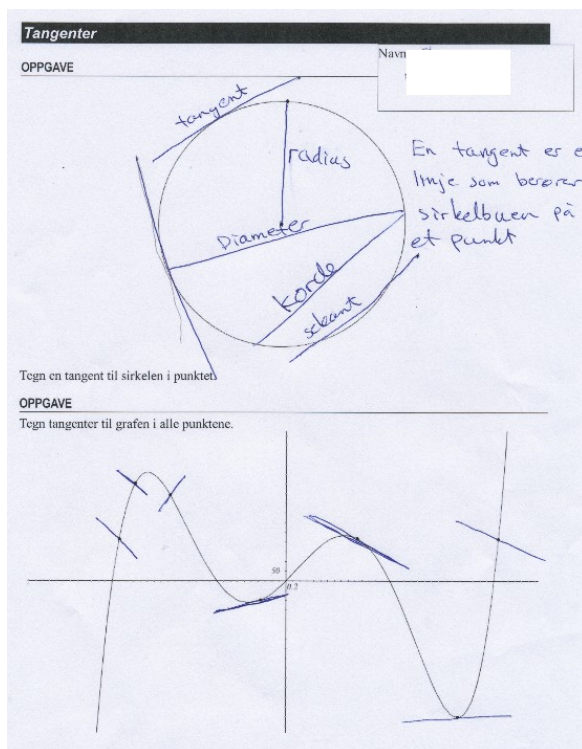 Tangenter
OPPGAVE
Navn
tangent
radius
En tangent er e
linje som berører
sirkelbuen på
et punkt
Diameter
korde
sekant
Tegn en tangent til sirkelen i punktet.
OPPGAVE
Tegn tangenter til grafen i alle punktene.
50
0.2